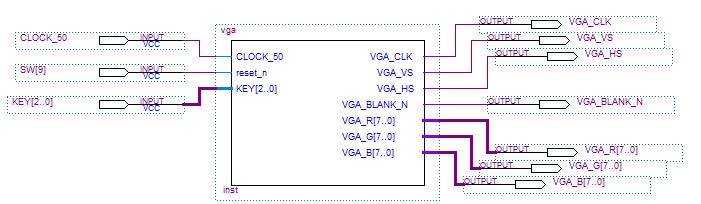 vga
CLOCK_50 INPUT VCC
SW[9] INPUT VCC
KEY[2..0] INPUT VCC
CLOCK_50
reset_n
KEY[2..0]
VGA_CLK
VGA_VS
VGA_HS
VGA_BLANK_N
VGA_R[7..0]
VGA_G[7..0]
VGA_B[7..0]
inst
OUTPUT VGA_CLK
OUTPUT VGA_VS
OUTPUT VGA_HS
OUTPUT VGA_BLANK_N
OUTPUT VGA_R[7..0]
OUTPUT VGA_G[7..0]
OUTPUT VGA_B[7..0]